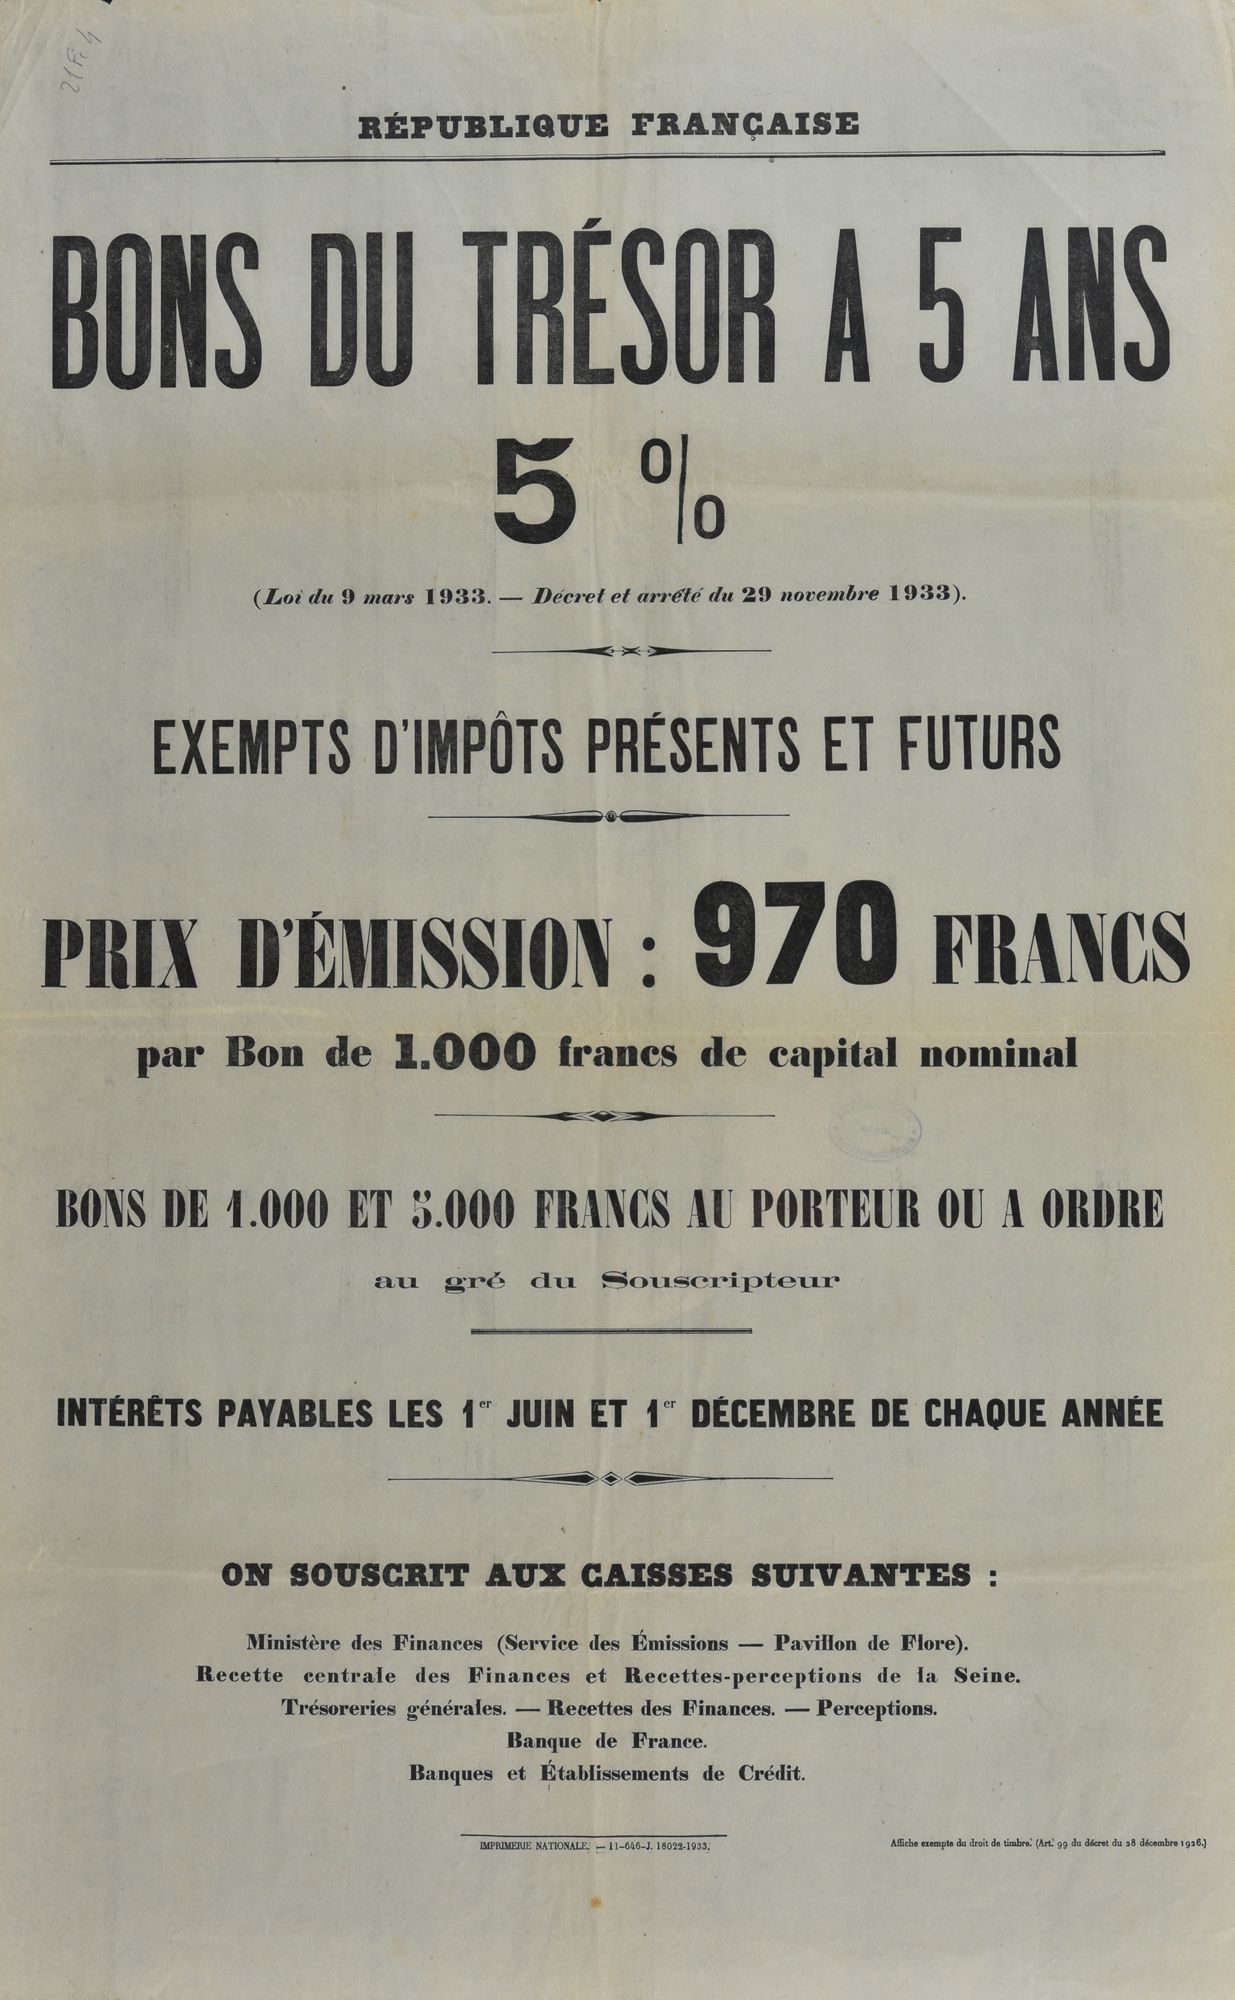 21Fi4
RÉPUBLIQUE FRANÇAISE
BONS DU TRÉSOR A 5 ANS
5 %
(Loi du 9 mars 1933. — Décret et arrêté du 29 novembre 1933).
EXEMPTS D'IMPÔTS PRÉSENTS ET FUTURS
PRIX D'ÉMISSION : 970 FRANCS
par Bon de 1.000 francs de capital nominal
BONS DE 1.000 ET 5.000 FRANCS AU PORTEUR OU A ORDRE
au gré du Souscripteur
INTÉRÊTS PAYABLES LES 1er JUIN ET 1er DÉCEMBRE DE CHAQUE ANNÉE
ON SOUSCRIT AUX CAISSES SUIVANTES :
Ministère des Finances (Service des Émissions — Pavillon de Flore).
Recette centrale des Finances et Recettes-perceptions de la Seine.
Trésoreries générales. — Recettes des Finances. — Perceptions.
Banque de France.
Banques et Établissements de Crédit.
IMPRIMERIE NATIONALE. — 11-646-J. 18022-1933.
Affiche exempte du droit de timbre. (Art. 99 du décret du 28 décembre 1926.)